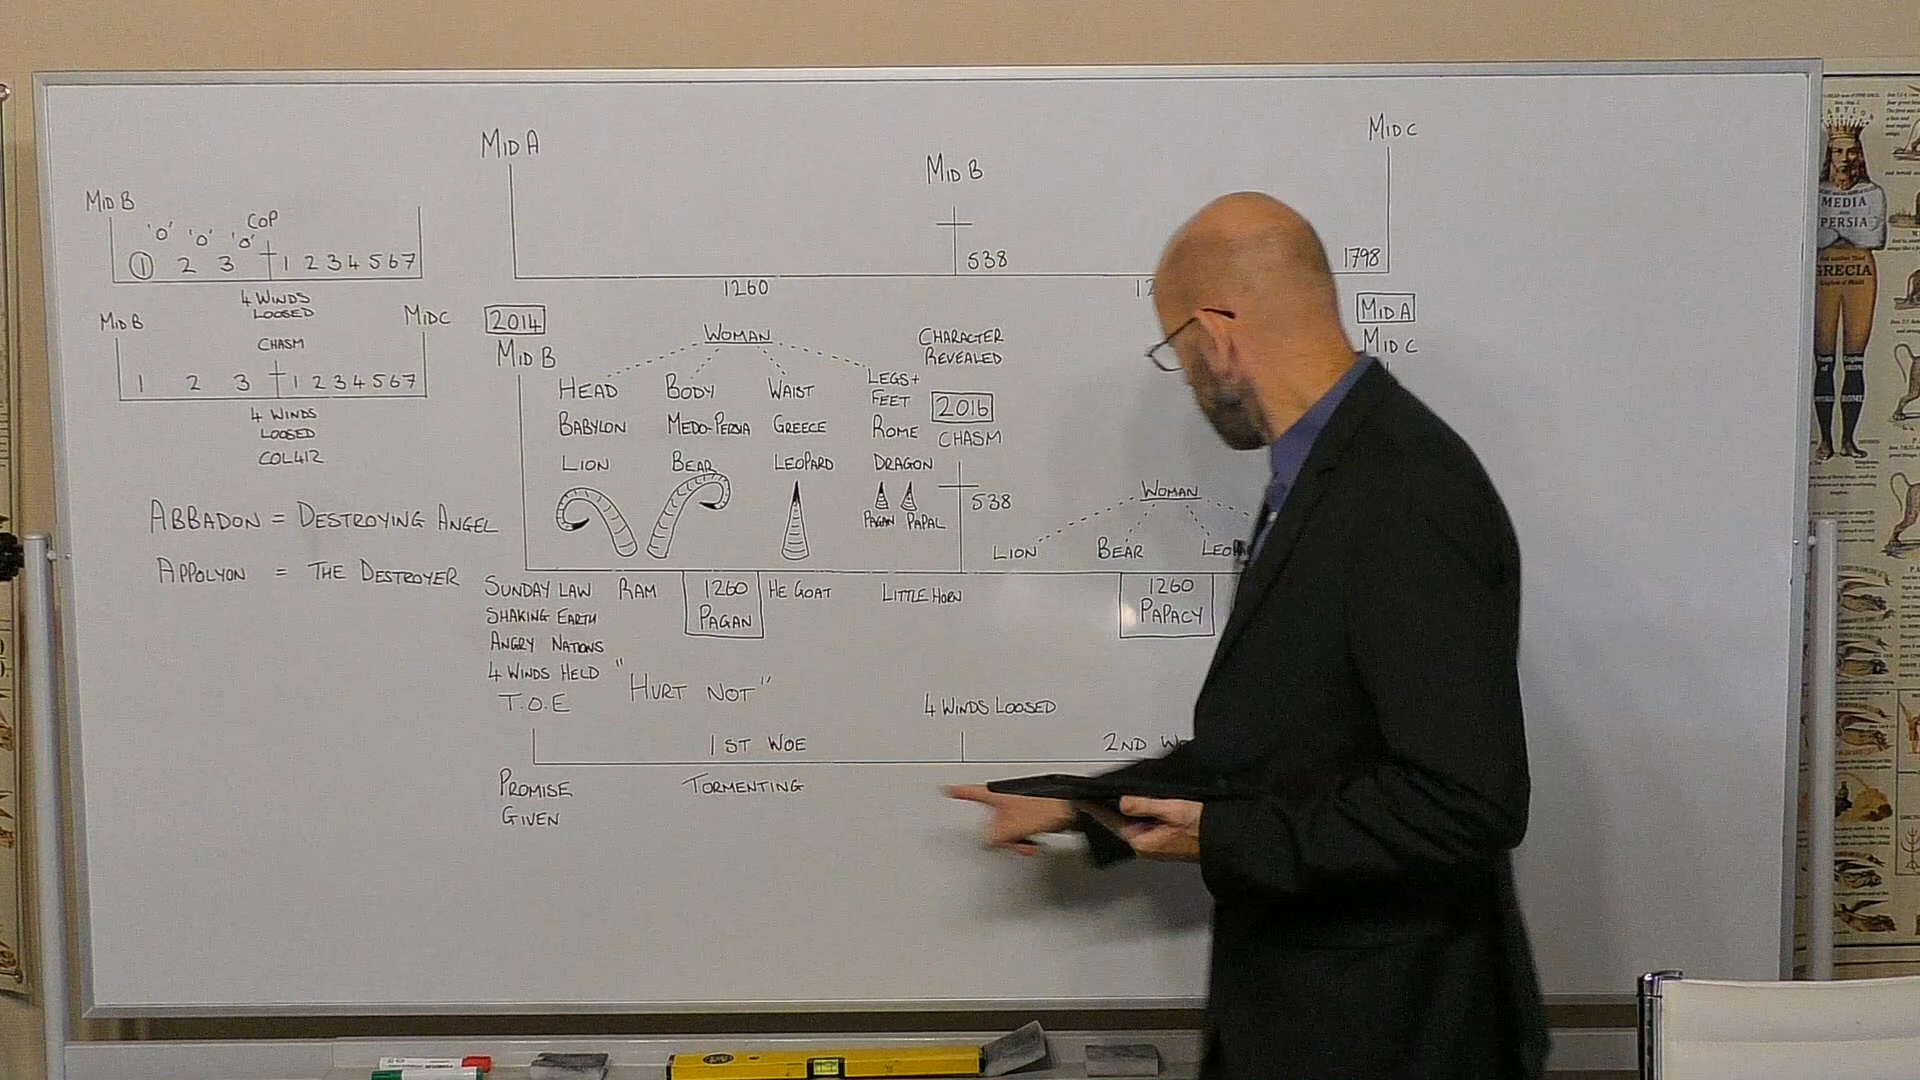 MID A
MID B
MID C
538
1798
1260
MID B
'0' '0' '0'
COP
1 2 3 1 2 3 4 5 6 7
4 WINDS
LOOSED
MID B
MID C
CHASM
1 2 3 1 2 3 4 5 6 7
4 WINDS
LOOSED
COL412
ABBADON = DESTROYING ANGEL
APPOLYON = THE DESTROYER
2014
MID B
WOMAN
CHARACTER
REVEALED
MID A
MID C
HEAD BODY WAIST LEGS+
FEET
BABYLON MEDO-PERSIA GREECE ROME
2016
CHASM
LION BEAR LEOPARD DRAGON
PAGAN PAPAL
538
WOMAN
LION BEAR
SUNDAY LAW RAM
1260
PAGAN
HE GOAT
LITTLE HORN
1260
PAPACY
SHAKING EARTH
ANGRY NATIONS
4 WINDS HELD
T.O.E
"HURT NOT"
4 WINDS LOOSED
1ST WOE
2ND
PROMISE
GIVEN
TORMENTING
MEDIA
AND
PERSIA
GRECIA